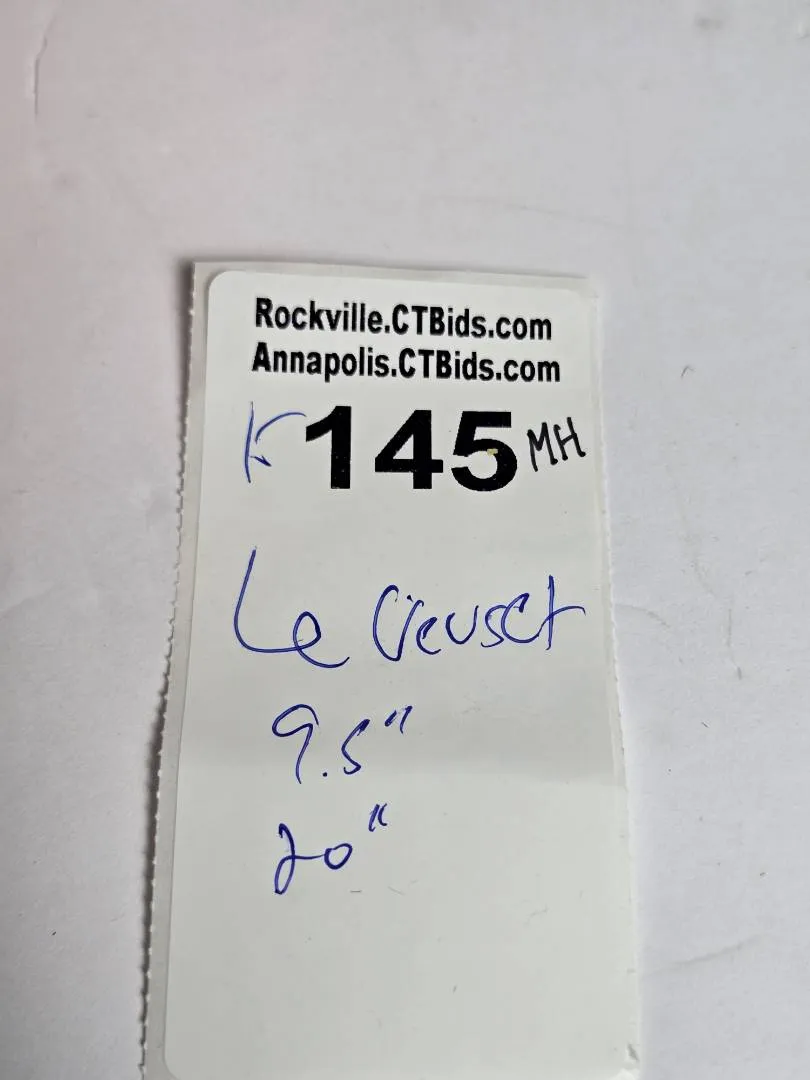 Rockville.CTBids.com
Annapolis.CTBids.com
K 145 MH
Le Creuset
9.5"
20"